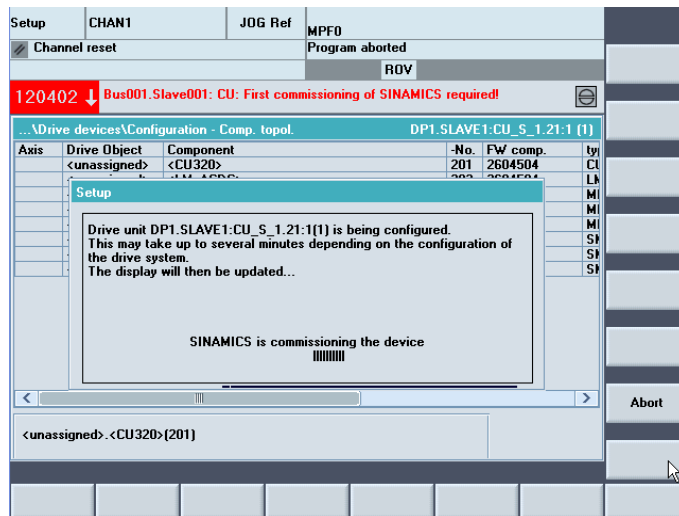 Setup CHAN1 JOG Ref MPF0
Channel reset Program aborted
ROV
120402 Bus001.Slave001: CU: First commissioning of SINAMICS required!
...\Drive devices\Configuration - Comp. topol. DP1.SLAVE1:CU_S_1.21:1 (1)
Axis Drive Object Component -No. FW comp.
<unassigned> <CU320> 201 2604504
Setup
Drive unit DP1.SLAVE1:CU_S_1.21:1(1) is being configured.
This may take up to several minutes depending on the configuration of
the drive system.
The display will then be updated...
SINAMICS is commissioning the device
Abort
<unassigned>.<CU320>(201)